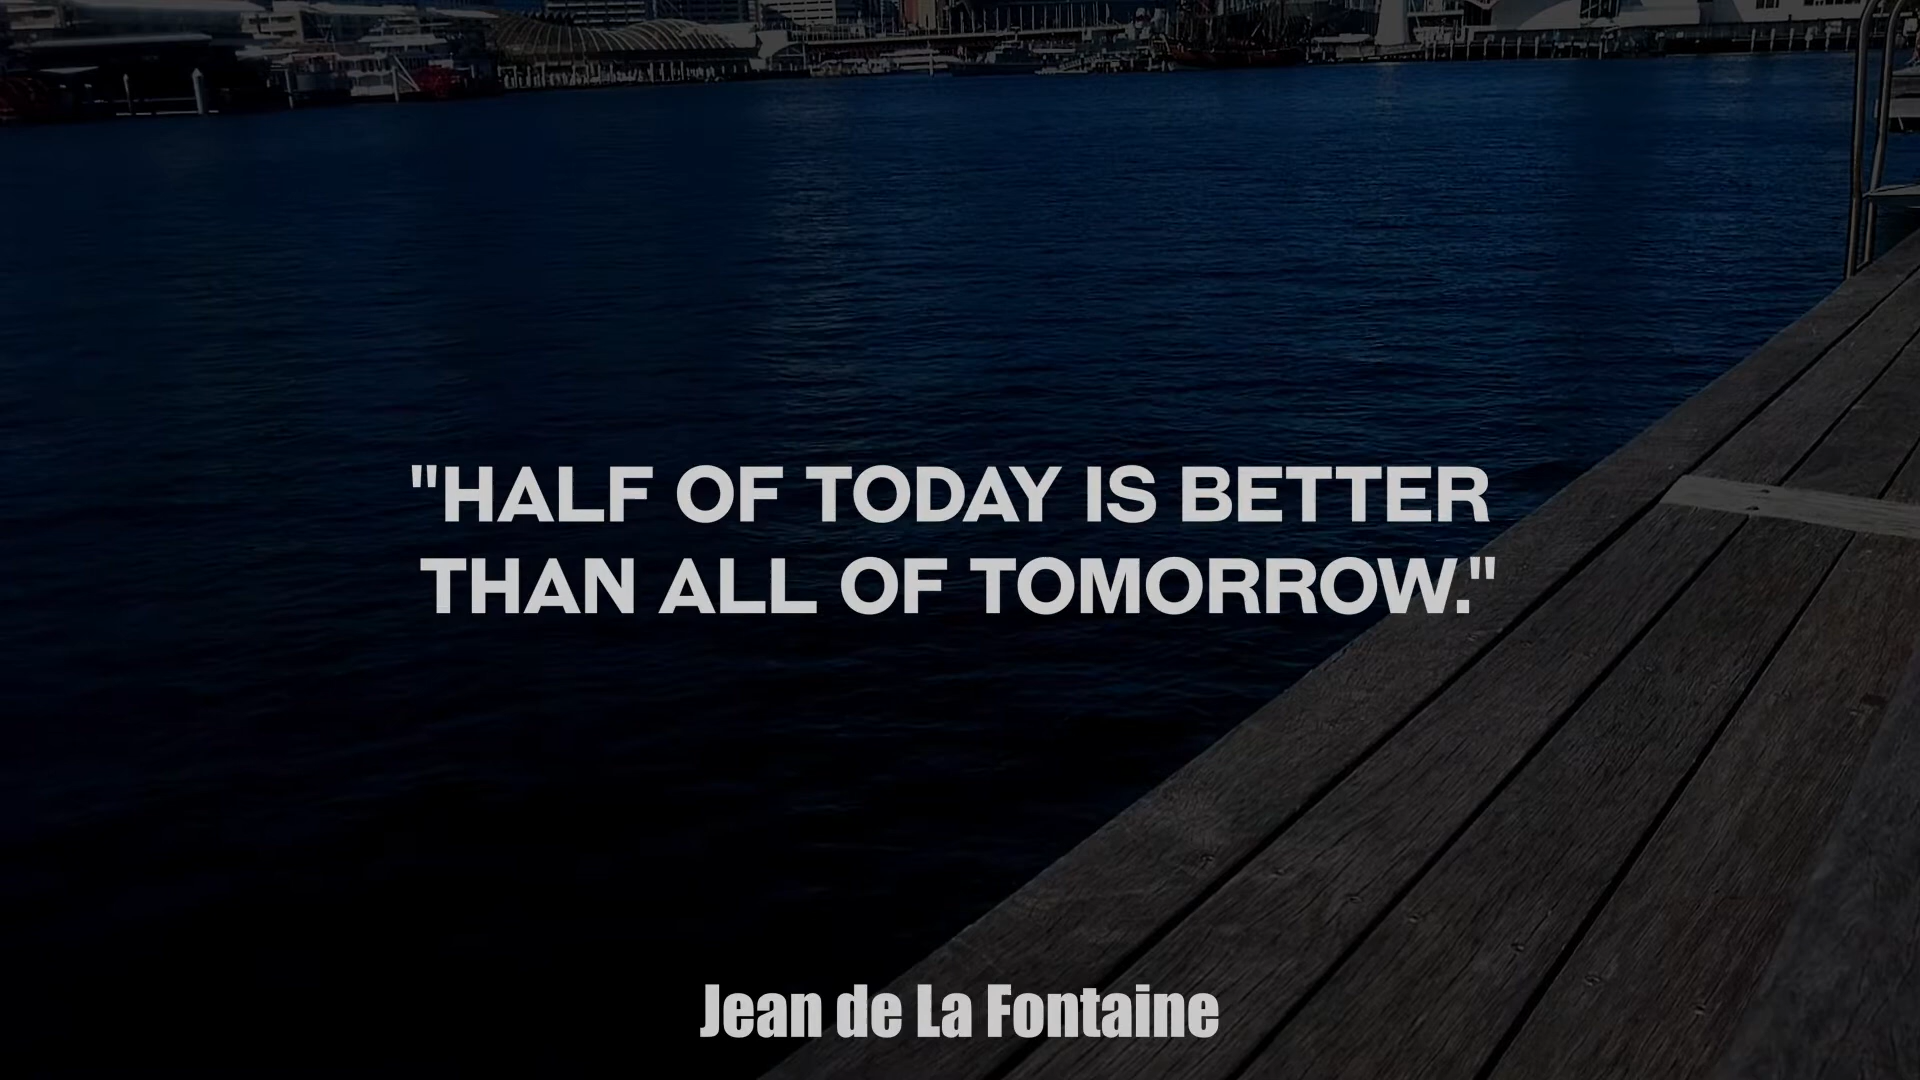 "HALF OF TODAY IS BETTER
THAN ALL OF TOMORROW."
Jean de La Fontaine